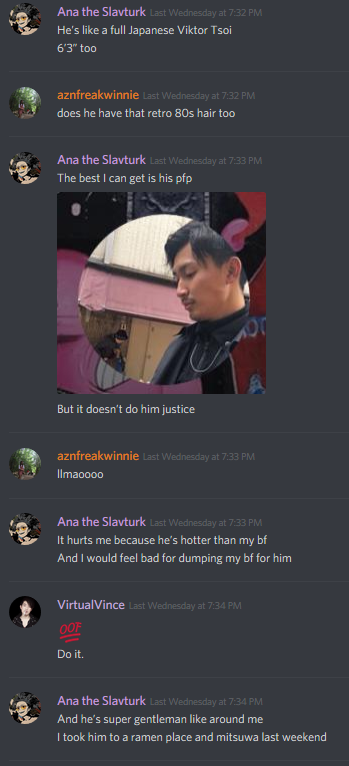 Ana the Slavturk Last Wednesday at 7:32 PM
He's like a full Japanese Viktor Tsoi
6'3" too
aznfreakwinnie Last Wednesday at 7:32 PM
does he have that retro 80s hair too
Ana the Slavturk Last Wednesday at 7:33 PM
The best I can get is his pfp
But it doesn't do him justice
aznfreakwinnie Last Wednesday at 7:33 PM
llmaoooo
Ana the Slavturk Last Wednesday at 7:33 PM
It hurts me because he's hotter than my bf
And I would feel bad for dumping my bf for him
VirtualVince Last Wednesday at 7:34 PM
OOF
Do it.
Ana the Slavturk Last Wednesday at 7:34 PM
And he's super gentleman like around me
I took him to a ramen place and mitsuwa last weekend